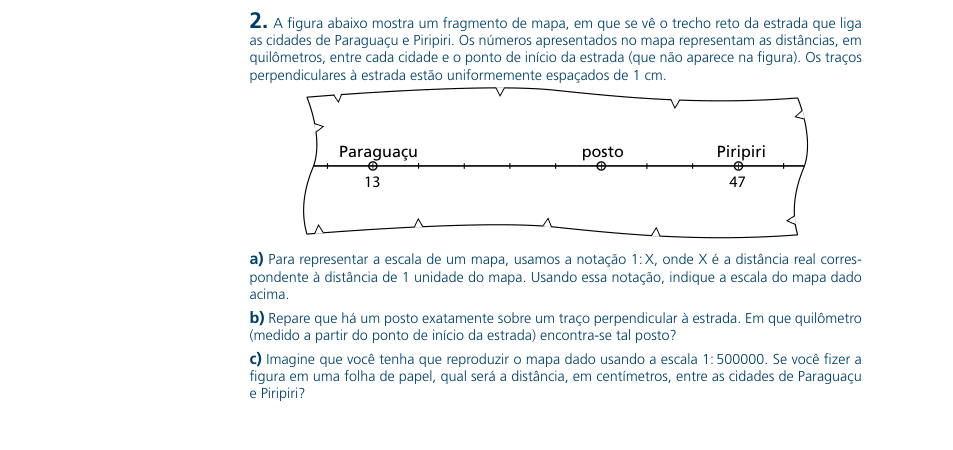 2. A figura abaixo mostra um fragmento de mapa, em que se vê o trecho reto da estrada que liga
as cidades de Paraguaçu e Piripiri. Os números apresentados no mapa representam as distâncias, em
quilômetros, entre cada cidade e o ponto de início da estrada (que não aparece na figura). Os traços
perpendiculares à estrada estão uniformemente espaçados de 1 cm.
Paraguaçu posto Piripiri
13 47
a) Para representar a escala de um mapa, usamos a notação 1:X, onde X é a distância real corres-
pondente à distância de 1 unidade do mapa. Usando essa notação, indique a escala do mapa dado
acima.
b) Repare que há um posto exatamente sobre um traço perpendicular à estrada. Em que quilômetro
(medido a partir do ponto de início da estrada) encontra-se tal posto?
c) Imagine que você tenha que reproduzir o mapa dado usando a escala 1:500000. Se você fizer a
figura em uma folha de papel, qual será a distância, em centímetros, entre as cidades de Paraguaçu
e Piripiri?